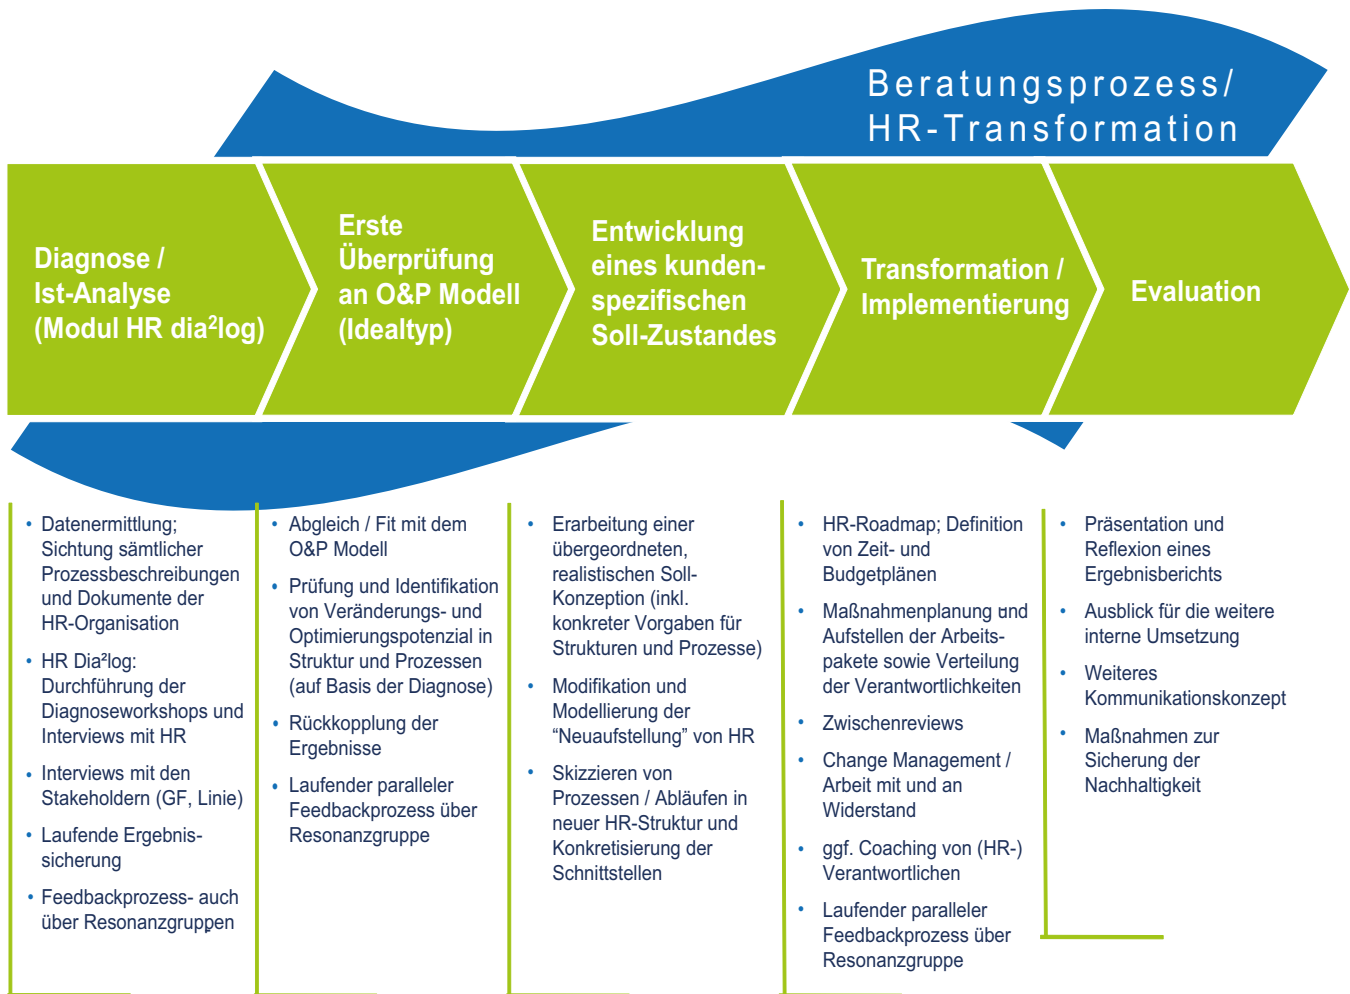 Beratungsprozess/
HR-Transformation
Diagnose /
Ist-Analyse
(Modul HR dia²log)
Erste
Überprüfung
an O&P Modell
(Idealtyp)
Entwicklung
eines kunden-
spezifischen
Soll-Zustandes
Transformation /
Implementierung
Evaluation
• Datenermittlung;
Sichtung sämtlicher
Prozessbeschreibungen
und Dokumente der
HR-Organisation
• HR Dia²log:
Durchführung der
Diagnoseworkshops und
Interviews mit HR
• Interviews mit den
Stakeholdern (GF, Linie)
• Laufende Ergebnis-
sicherung
• Feedbackprozess- auch
über Resonanzgruppen
• Abgleich / Fit mit dem
O&P Modell
• Prüfung und Identifikation
von Veränderungs- und
Optimierungspotenzial in
Struktur und Prozessen
(auf Basis der Diagnose)
• Rückkopplung der
Ergebnisse
• Laufender paralleler
Feedbackprozess über
Resonanzgruppe
• Erarbeitung einer
übergeordneten,
realistischen Soll-
Konzeption (inkl.
konkreter Vorgaben für
Strukturen und Prozesse)
• Modifikation und
Modellierung der
“Neuaufstellung” von HR
• Skizzieren von
Prozessen / Abläufen in
neuer HR-Struktur und
Konkretisierung der
Schnittstellen
• HR-Roadmap; Definition
von Zeit- und
Budgetplänen
• Maßnahmenplanung und
Aufstellen der Arbeits-
pakete sowie Verteilung
der Verantwortlichkeiten
• Zwischenreviews
• Change Management /
Arbeit mit und an
Widerstand
• ggf. Coaching von (HR-)
Verantwortlichen
• Laufender paralleler
Feedbackprozess über
Resonanzgruppe
• Präsentation und
Reflexion eines
Ergebnisberichts
• Ausblick für die weitere
interne Umsetzung
• Weiteres
Kommunikationskonzept
• Maßnahmen zur
Sicherung der
Nachhaltigkeit